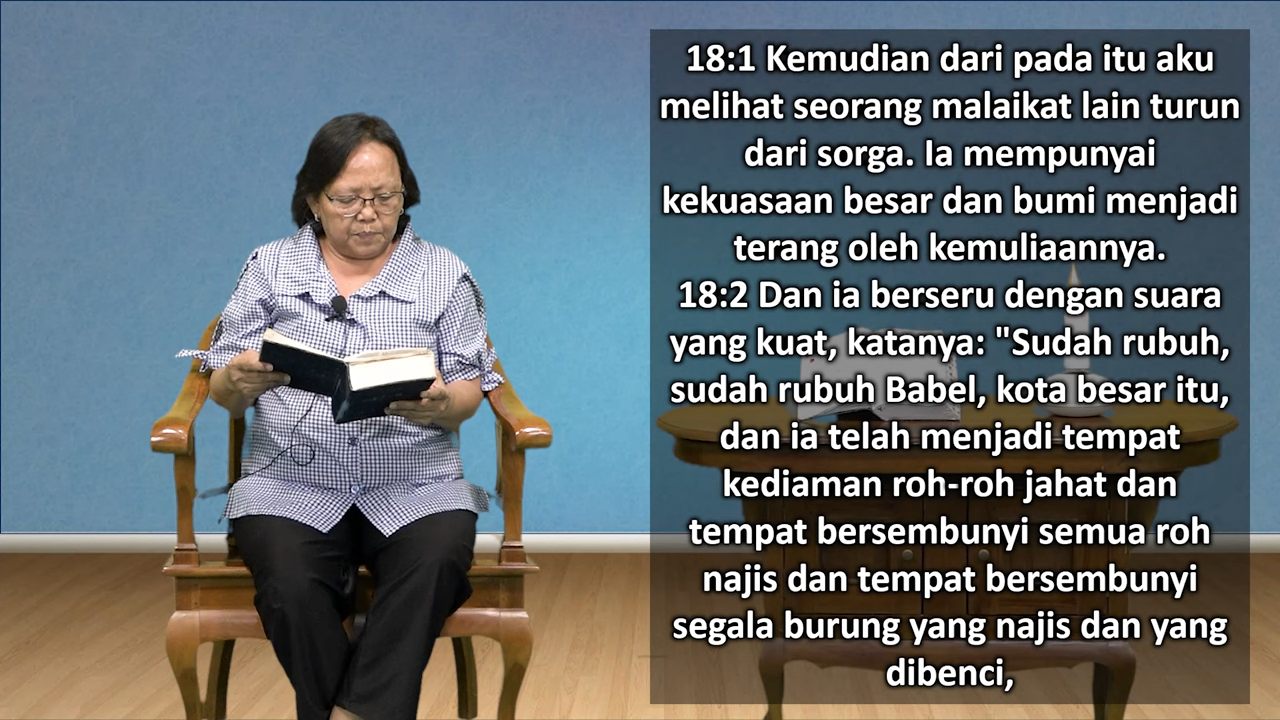 18:1 Kemudian dari pada itu aku
melihat seorang malaikat lain turun
dari sorga. Ia mempunyai
kekuasaan besar dan bumi menjadi
terang oleh kemuliaannya.
18:2 Dan ia berseru dengan suara
yang kuat, katanya: "Sudah rubuh,
sudah rubuh Babel, kota besar itu,
dan ia telah menjadi tempat
kediaman roh-roh jahat dan
tempat bersembunyi semua roh
najis dan tempat bersembunyi
segala burung yang najis dan yang
dibenci,